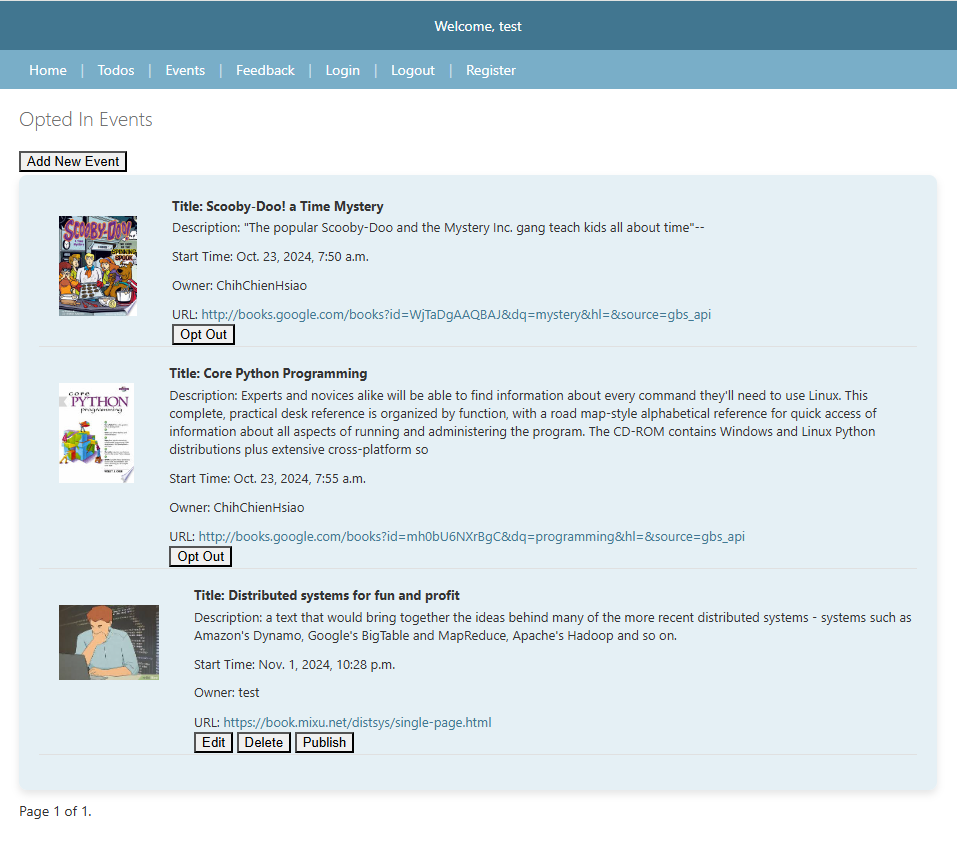 Welcome, test
Home | Todos | Events | Feedback | Login | Logout | Register
Opted In Events
Add New Event
SCOOBY-DOO!
Title: Scooby-Doo! a Time Mystery
Description: "The popular Scooby-Doo and the Mystery Inc. gang teach kids all about time"--
Start Time: Oct. 23, 2024, 7:50 a.m.
Owner: ChihChienHsiao
URL: http://books.google.com/books?id=WjTaDgAAQBAJ&dq=mystery&hl=&source=gbs_api
Opt Out
core
PYTHON
programming
Title: Core Python Programming
Description: Experts and novices alike will be able to find information about every command they'll need to use Linux. This
complete, practical desk reference is organized by function, with a road map-style alphabetical reference for quick access of
information about all aspects of running and administering the program. The CD-ROM contains Windows and Linux Python
distributions plus extensive cross-platform so
Start Time: Oct. 23, 2024, 7:55 a.m.
Owner: ChihChienHsiao
URL: http://books.google.com/books?id=mh0bU6NXrBgC&dq=programming&hl=&source=gbs_api
Opt Out
Title: Distributed systems for fun and profit
Description: a text that would bring together the ideas behind many of the more recent distributed systems - systems such as
Amazon's Dynamo, Google's BigTable and MapReduce, Apache's Hadoop and so on.
Start Time: Nov. 1, 2024, 10:28 p.m.
Owner: test
URL: https://book.mixu.net/distsys/single-page.html
Edit Delete Publish
Page 1 of 1.